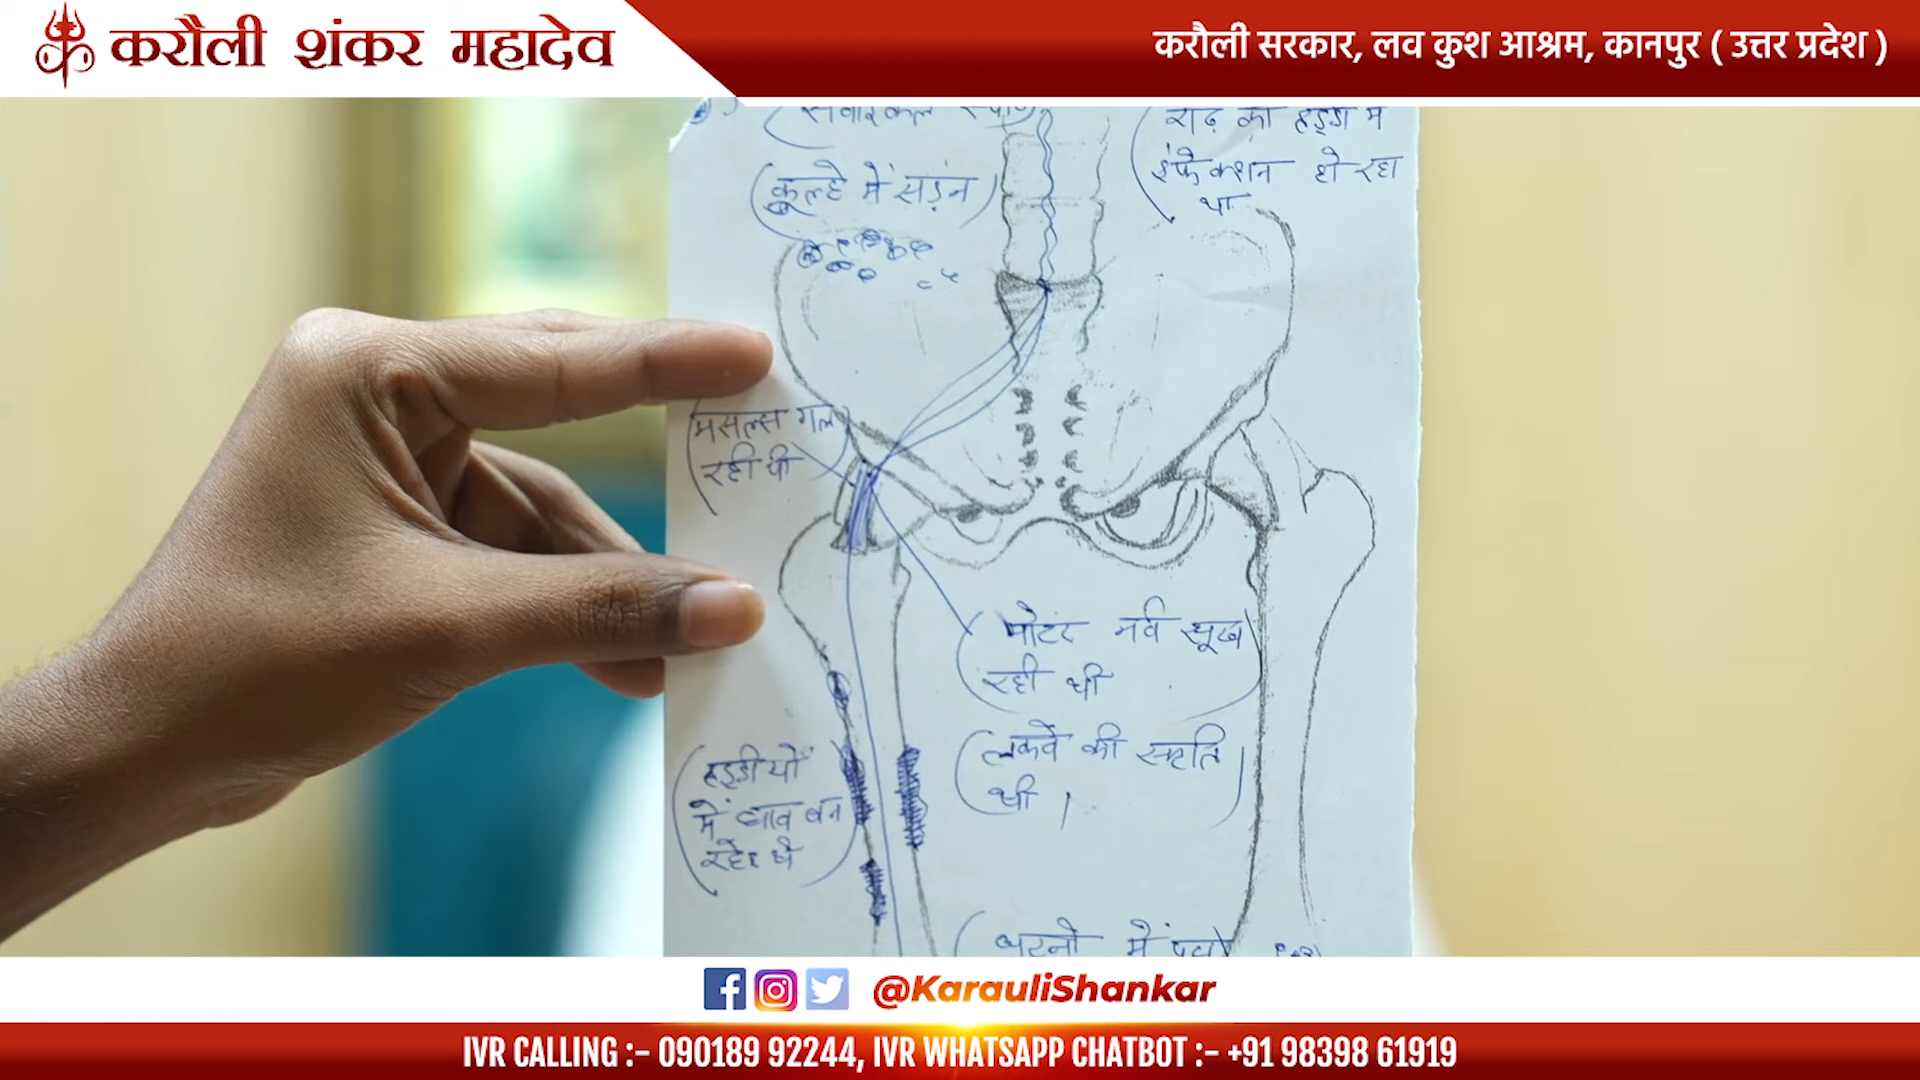 करौली शंकर महादेव
करौली सरकार, लव कुश आश्रम, कानपुर ( उत्तर प्रदेश )
(कूल्हे में सड़न)
इंफेक्शन हो रहा
था
(मसल्स गल
रही थी
(मोटर नर्व सूख
रही थी
(लकवे की
थी ।
(हड्डीयों
में घाव बन
रहे थे
में
@KarauliShankar
IVR CALLING :- 090189 92244, IVR WHATSAPP CHATBOT :- +91 98398 61919